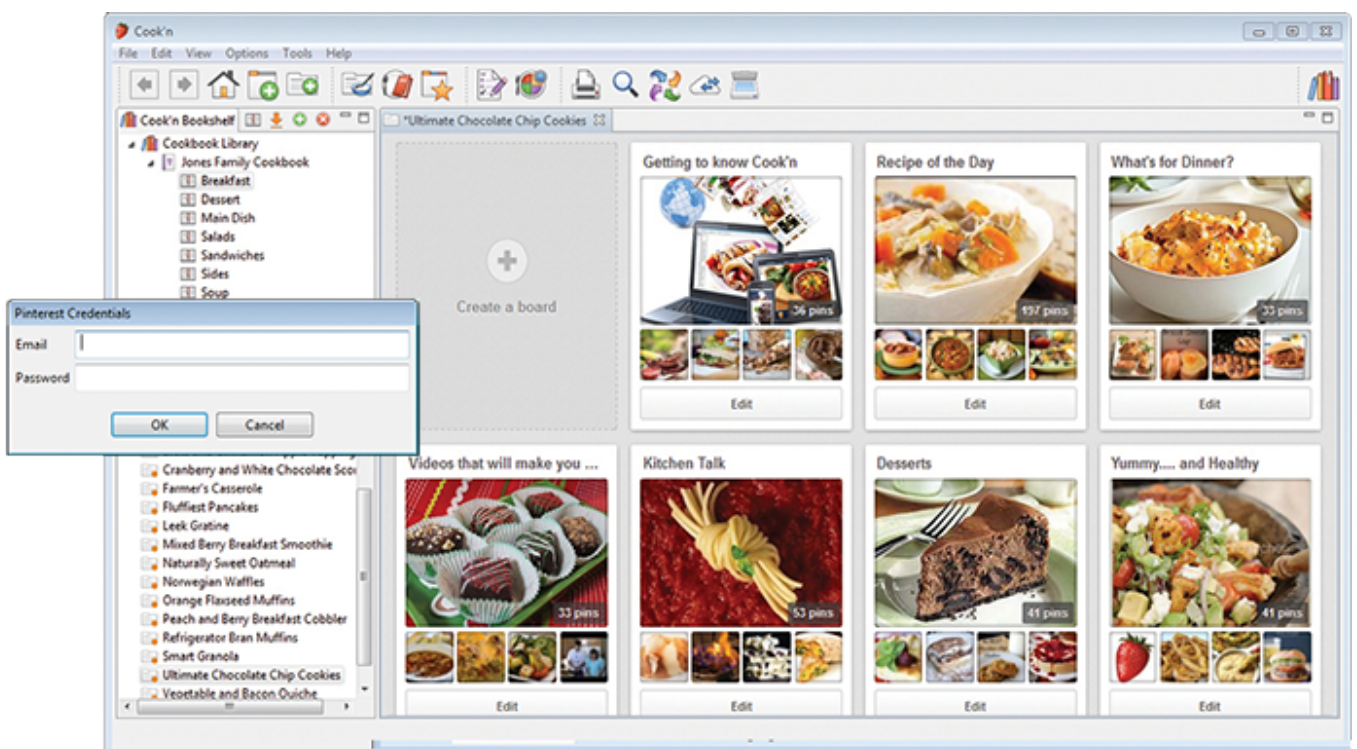 Cook'n
File Edit View Options Tools Help
Cook'n Bookshelf
*Ultimate Chocolate Chip Cookies
Cookbook Library
Jones Family Cookbook
Breakfast
Dessert
Main Dish
Salads
Sandwiches
Sides
Soup
Pinterest Credentials
Email
Password
OK Cancel
Cranberry and White Chocolate Sco
Farmer's Casserole
Fluffiest Pancakes
Leek Gratine
Mixed Berry Breakfast Smoothie
Naturally Sweet Oatmeal
Norwegian Waffles
Orange Flaxseed Muffins
Peach and Berry Breakfast Cobbler
Refrigerator Bran Muffins
Smart Granola
Ultimate Chocolate Chip Cookies
Vegetable and Bacon Quiche
Create a board
Getting to know Cook'n
36 pins
Edit
Recipe of the Day
197 pins
Edit
What's for Dinner?
33 pins
Edit
Videos that will make you ...
33 pins
Edit
Kitchen Talk
53 pins
Edit
Desserts
41 pins
Edit
Yummy.... and Healthy
41 pins
Edit